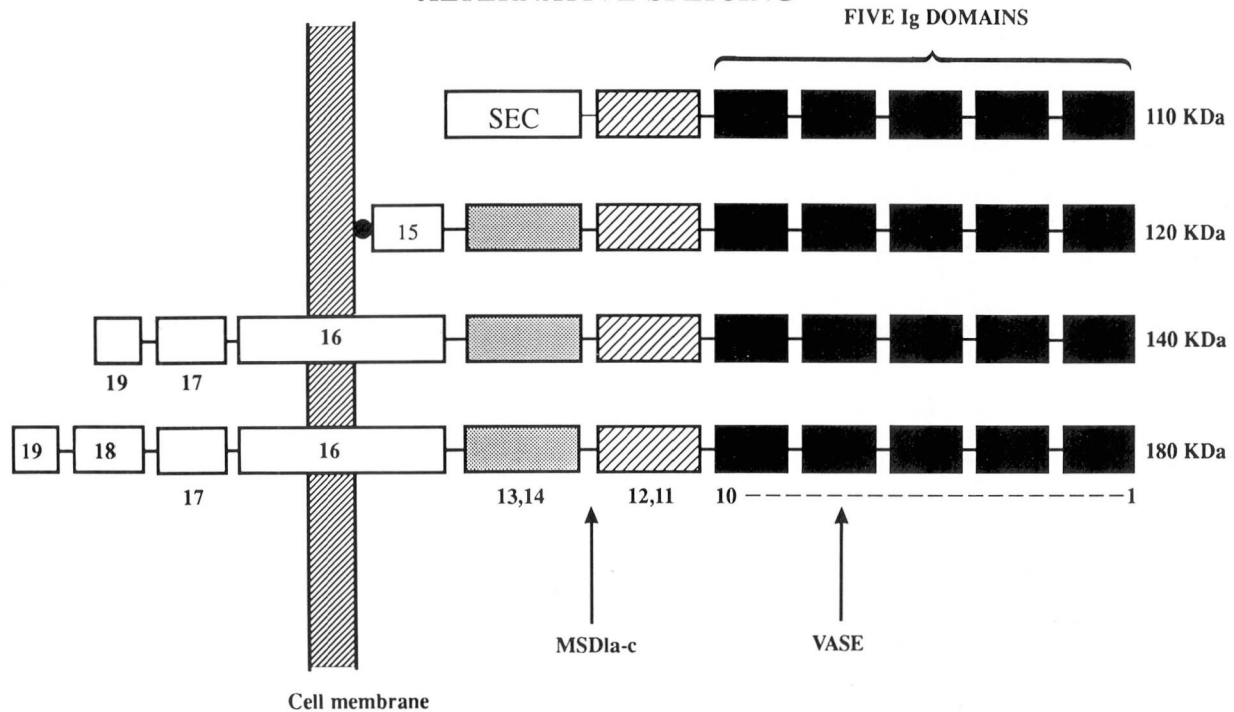 FIVE Ig DOMAINS
SEC
110 KDa
15
120 KDa
16
140 KDa
19
17
19
18
16
180 KDa
17
13,14
12,11
10
1
MSDla-c
VASE
Cell membrane